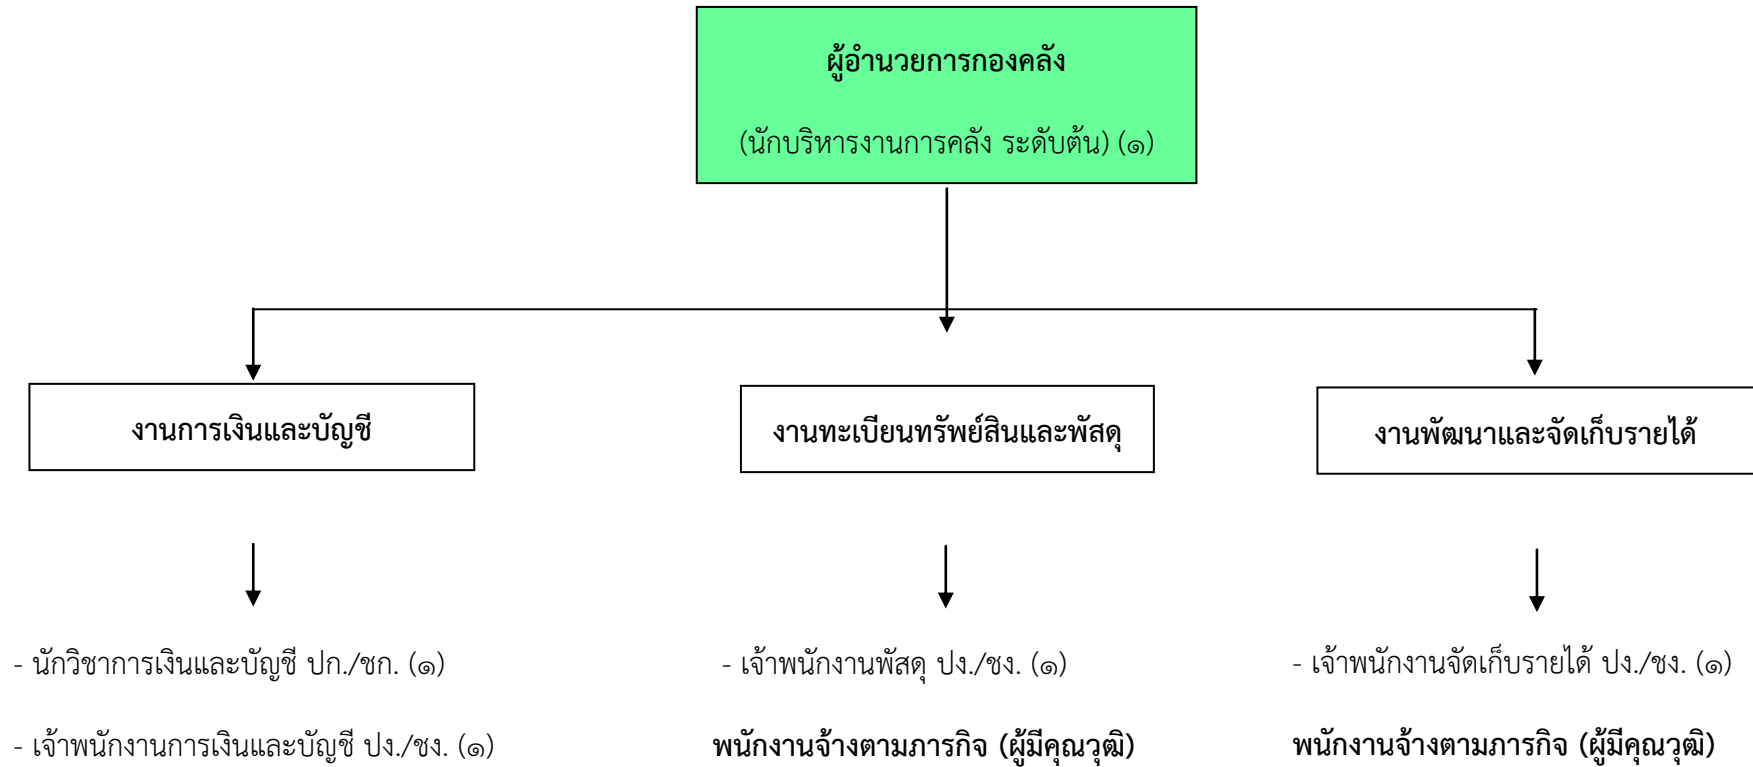 ผู้อำนวยการกองคลัง
(นักบริหารงานการคลัง ระดับต้น) (๑)
งานการเงินและบัญชี
งานทะเบียนทรัพย์สินและพัสดุ
งานพัฒนาและจัดเก็บรายได้
- นักวิชาการเงินและบัญชี ปก./ชก. (๑)
- เจ้าพนักงานการเงินและบัญชี ปง./ชง. (๑)
- เจ้าพนักงานพัสดุ ปง./ชง. (๑)
พนักงานจ้างตามภารกิจ (ผู้มีคุณวุฒิ)
- เจ้าพนักงานจัดเก็บรายได้ ปง./ชง. (๑)
พนักงานจ้างตามภารกิจ (ผู้มีคุณวุฒิ)